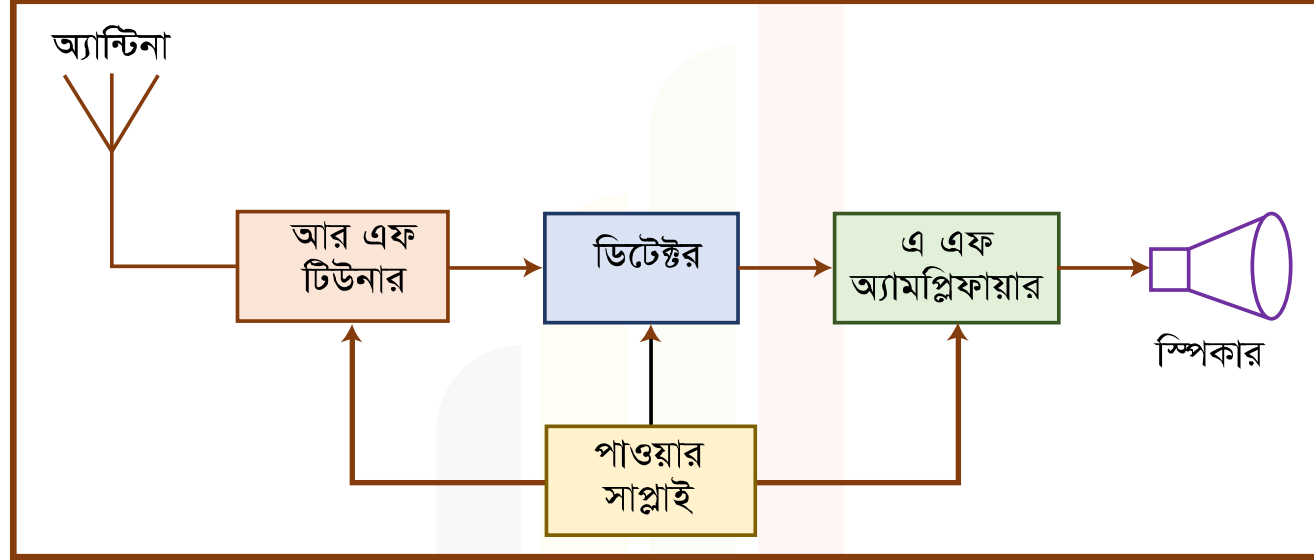 অ্যান্টিনা
আর এফ
টিউনার
ডিটেক্টর
এ এফ
অ্যামপ্লিফায়ার
স্পিকার
পাওয়ার
সাপ্লাই